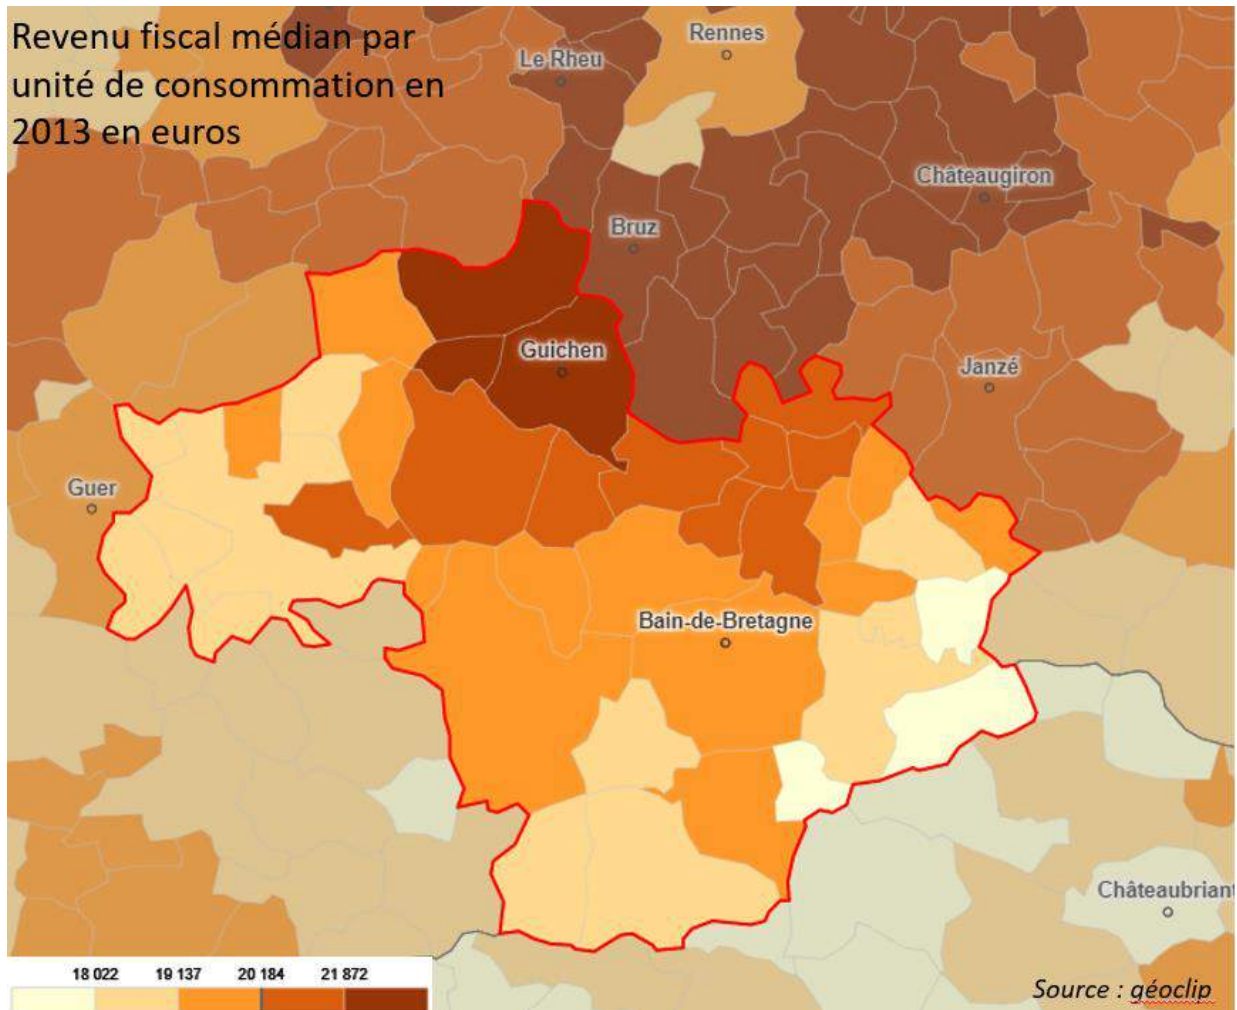 Revenu fiscal médian par
unité de consommation en
2013 en euros
Rennes
Le Rheu
Châteaugiron
Bruz
Guichen
Janzé
Guer
Bain-de-Bretagne
Châteaubriant
18 022 19 137 20 184 21 872
Source : géoclip